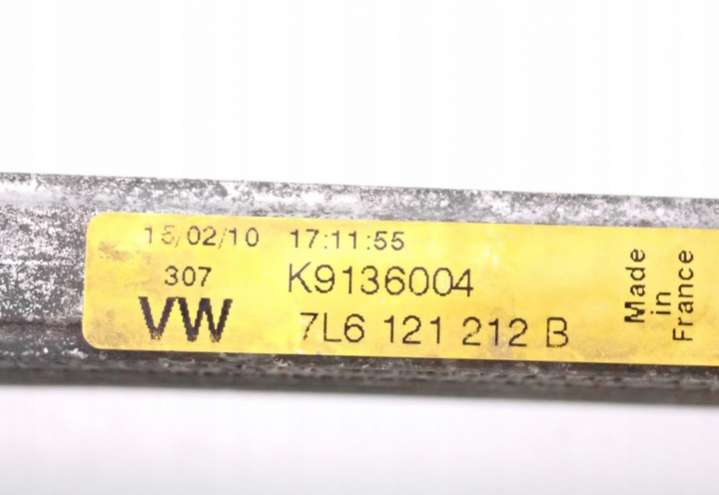 15/02/10 17:11:55
307 K9136004
VW 7L6 121 212 B
Made
in
France